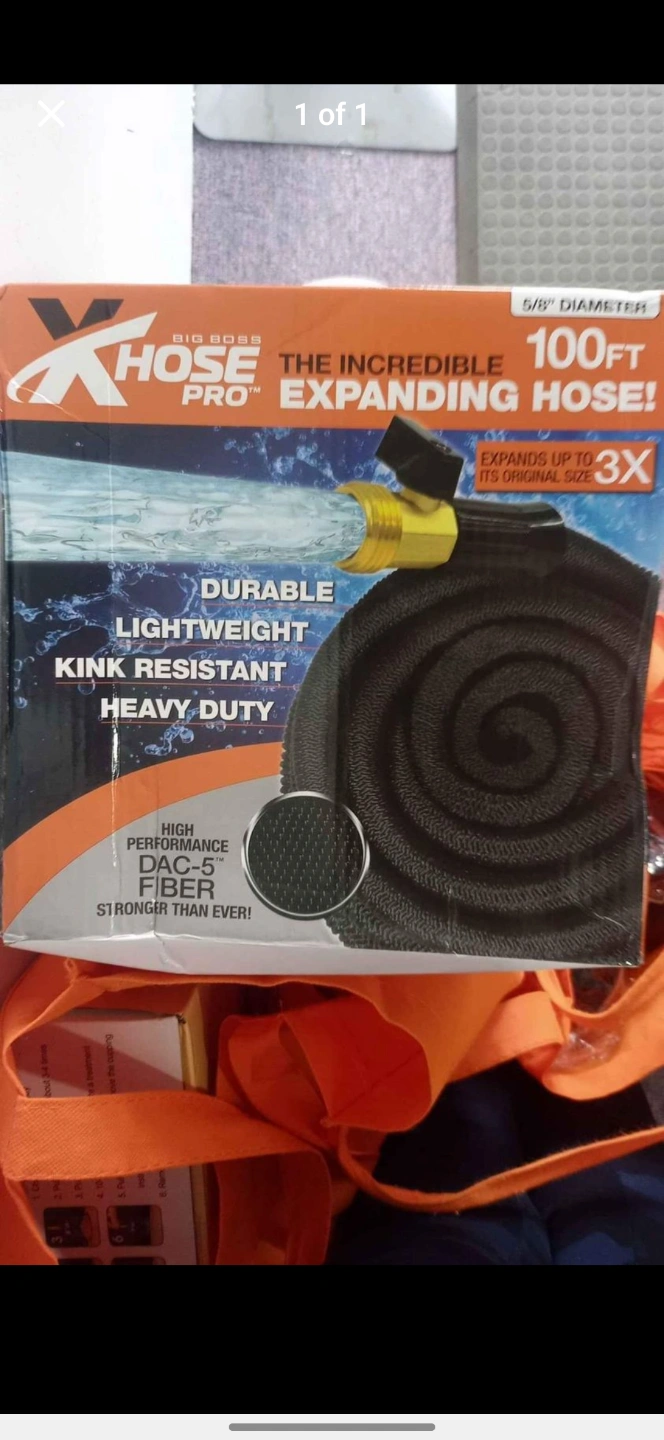 1 of 1
5/8" DIAMETER
BIG BOSS
XHOSE
PRO™
THE INCREDIBLE
100FT
EXPANDING HOSE!
EXPANDS UP TO
ITS ORIGINAL SIZE
3X
DURABLE
LIGHTWEIGHT
KINK RESISTANT
HEAVY DUTY
HIGH
PERFORMANCE
DAC-5™
FIBER
STRONGER THAN EVER!